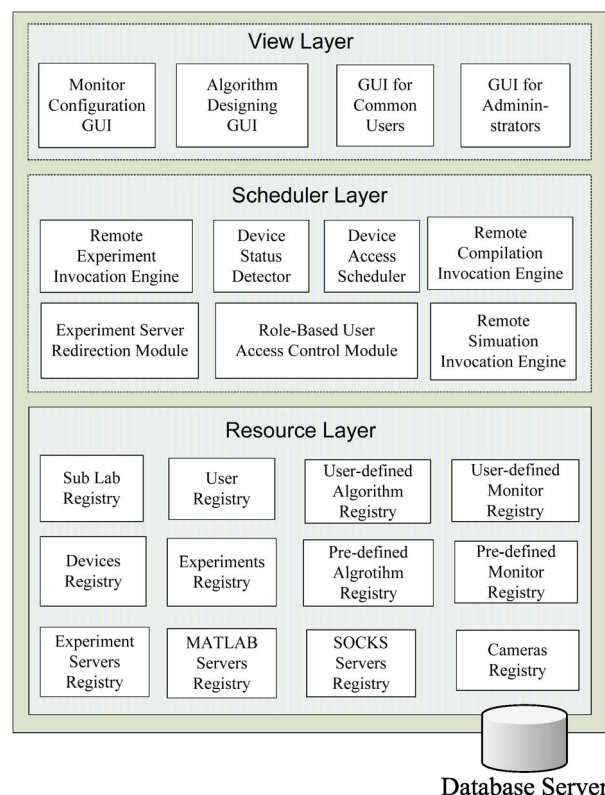 View Layer
Monitor
Configuration
GUI
Algorithm
Designing
GUI
GUI for
Common
Users
GUI for
Admininin-
strators
Scheduler Layer
Remote
Experiment
Invocation Engine
Device
Status
Detector
Device
Access
Scheduler
Remote
Compilation
Invocation Engine
Experiment Server
Redirection Module
Role-Based User
Access Control Module
Remote
Simuation
Invocation Engine
Resource Layer
Sub Lab
Registry
User
Registry
User-defined
Algorithm
Registry
User-defined
Monitor
Registry
Devices
Registry
Experiments
Registry
Pre-defined
Algrotihm
Registry
Pre-defined
Monitor
Registry
Experiment
Servers
Registry
MATLAB
Servers
Registry
SOCKS
Servers
Registry
Cameras
Registry
Database Server